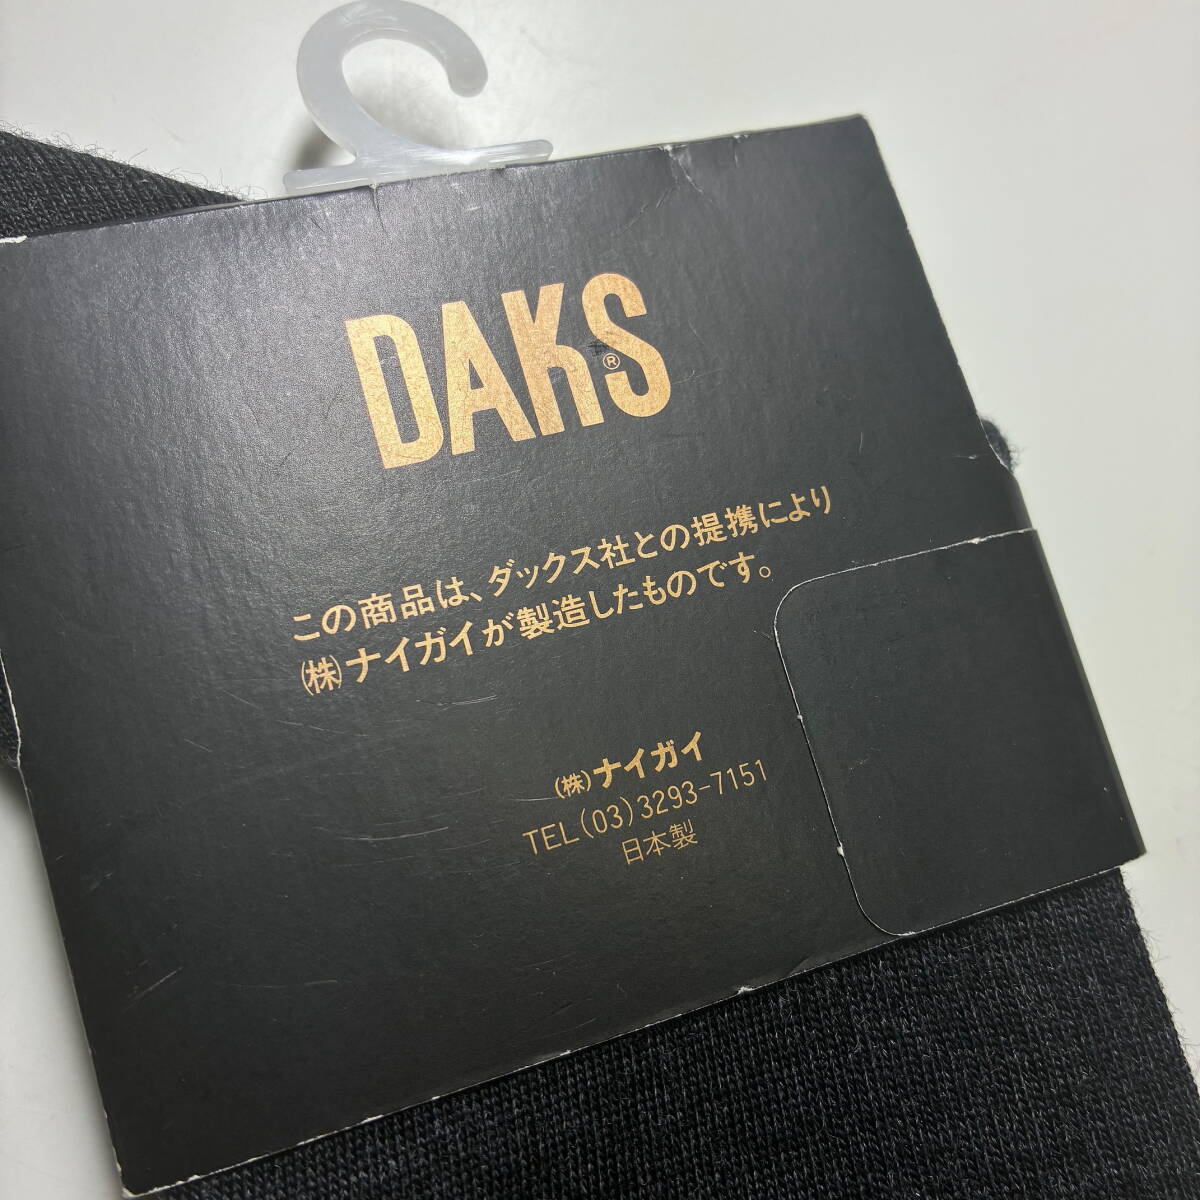 DAKS®
この商品は、ダックス社との提携により
(株)ナイガイが製造したものです。
(株)ナイガイ
TEL(03)3293-7151
日本製